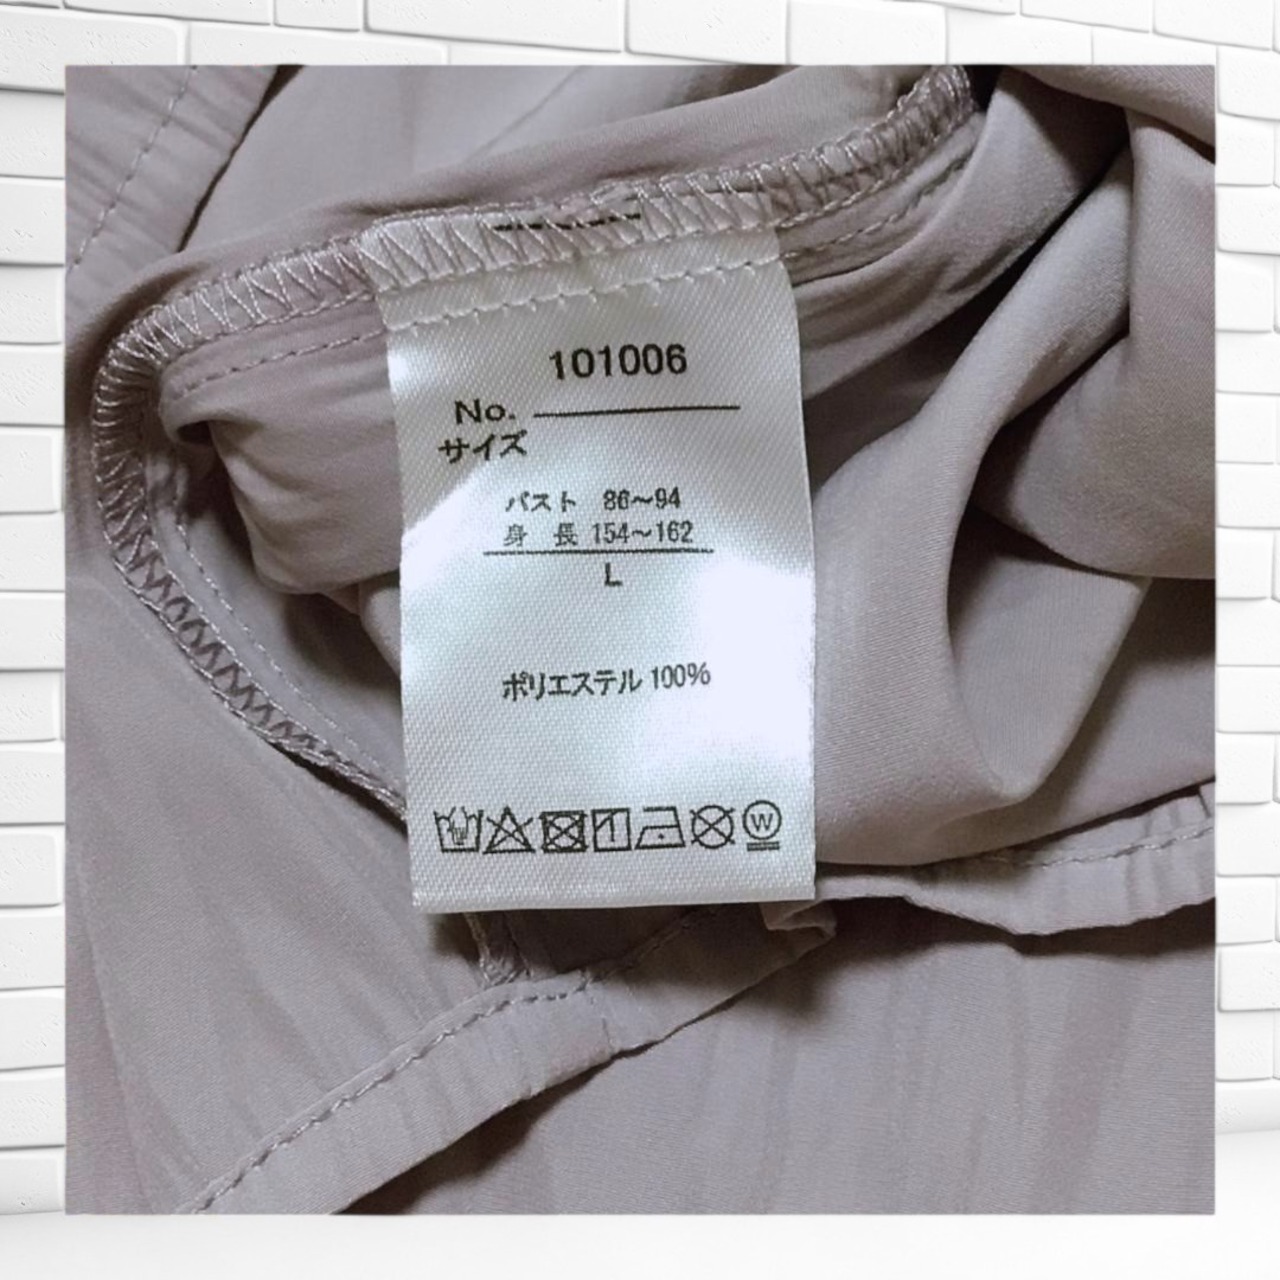 101006
No.
サイズ
バスト 86〜94
身 長 154〜162
L
ポリエステル 100%
W